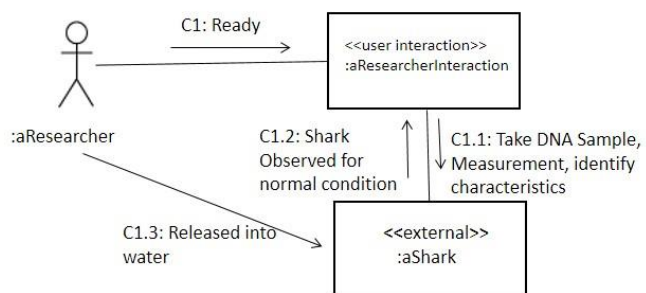 C1: Ready
<<user interaction>>
:aResearcherInteraction
:aResearcher
C1.2: Shark
Observed for
normal condition
C1.1: Take DNA Sample,
Measurement, identify
characteristics
C1.3: Released into
water
<<external>>
:aShark